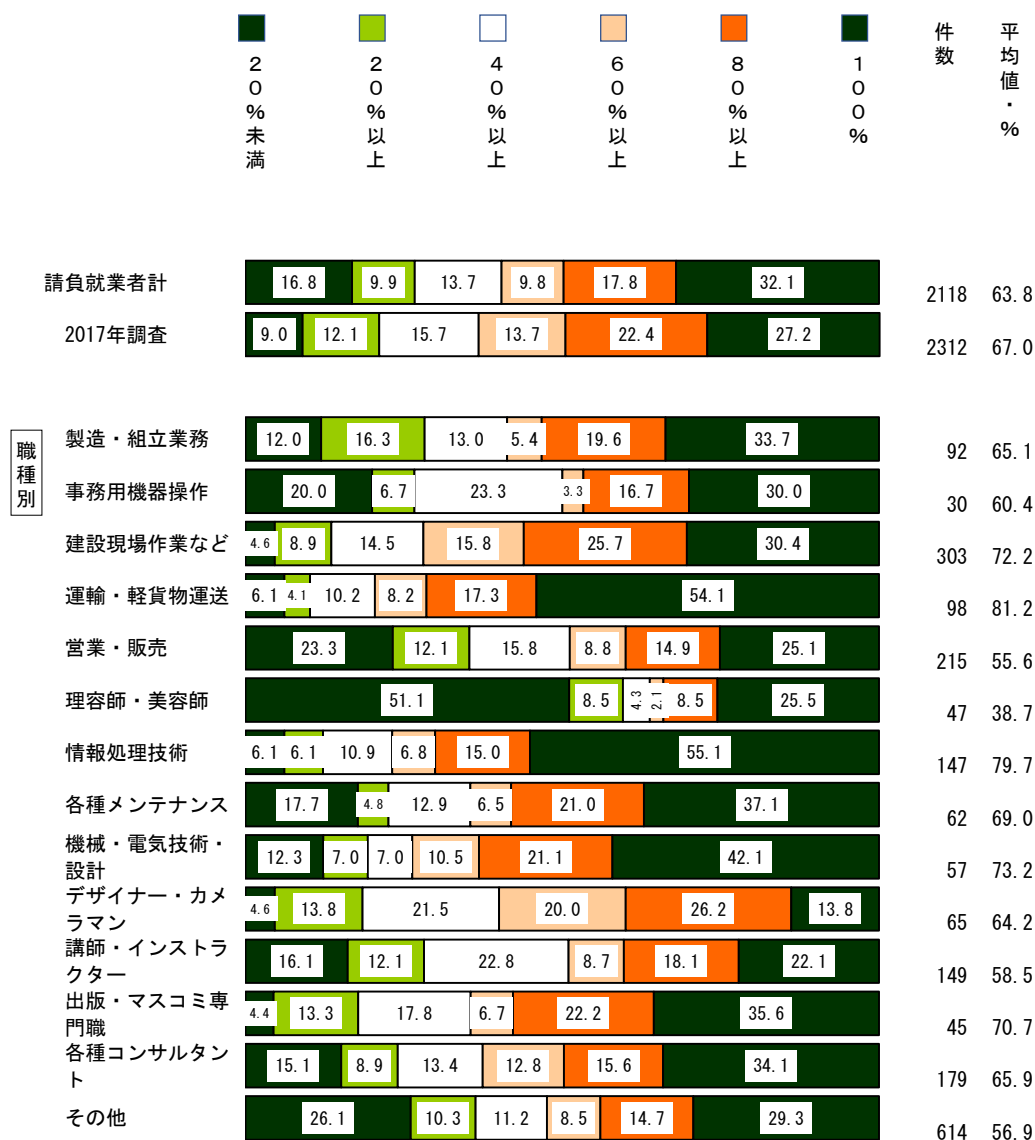 20%未満
20%以上
40%以上
60%以上
80%以上
100%
件数
平均値・%
請負就業者計 16.8 9.9 13.7 9.8 17.8 32.1 2118 63.8
2017年調査 9.0 12.1 15.7 13.7 22.4 27.2 2312 67.0
職種別
製造・組立業務 12.0 16.3 13.0 5.4 19.6 33.7 92 65.1
事務用機器操作 20.0 6.7 23.3 3.3 16.7 30.0 30 60.4
建設現場作業など 4.6 8.9 14.5 15.8 25.7 30.4 303 72.2
運輸・軽貨物運送 6.1 4.1 10.2 8.2 17.3 54.1 98 81.2
営業・販売 23.3 12.1 15.8 8.8 14.9 25.1 215 55.6
理容師・美容師 51.1 8.5 4.3 2.1 8.5 25.5 47 38.7
情報処理技術 6.1 6.1 10.9 6.8 15.0 55.1 147 79.7
各種メンテナンス 17.7 4.8 12.9 6.5 21.0 37.1 62 69.0
機械・電気技術・
設計 12.3 7.0 7.0 10.5 21.1 42.1 57 73.2
デザイナー・カメ
ラマン 4.6 13.8 21.5 20.0 26.2 13.8 65 64.2
講師・インストラ
クター 16.1 12.1 22.8 8.7 18.1 22.1 149 58.5
出版・マスコミ専
門職 4.4 13.3 17.8 6.7 22.2 35.6 45 70.7
各種コンサルタン
ト 15.1 8.9 13.4 12.8 15.6 34.1 179 65.9
その他 26.1 10.3 11.2 8.5 14.7 29.3 614 56.9